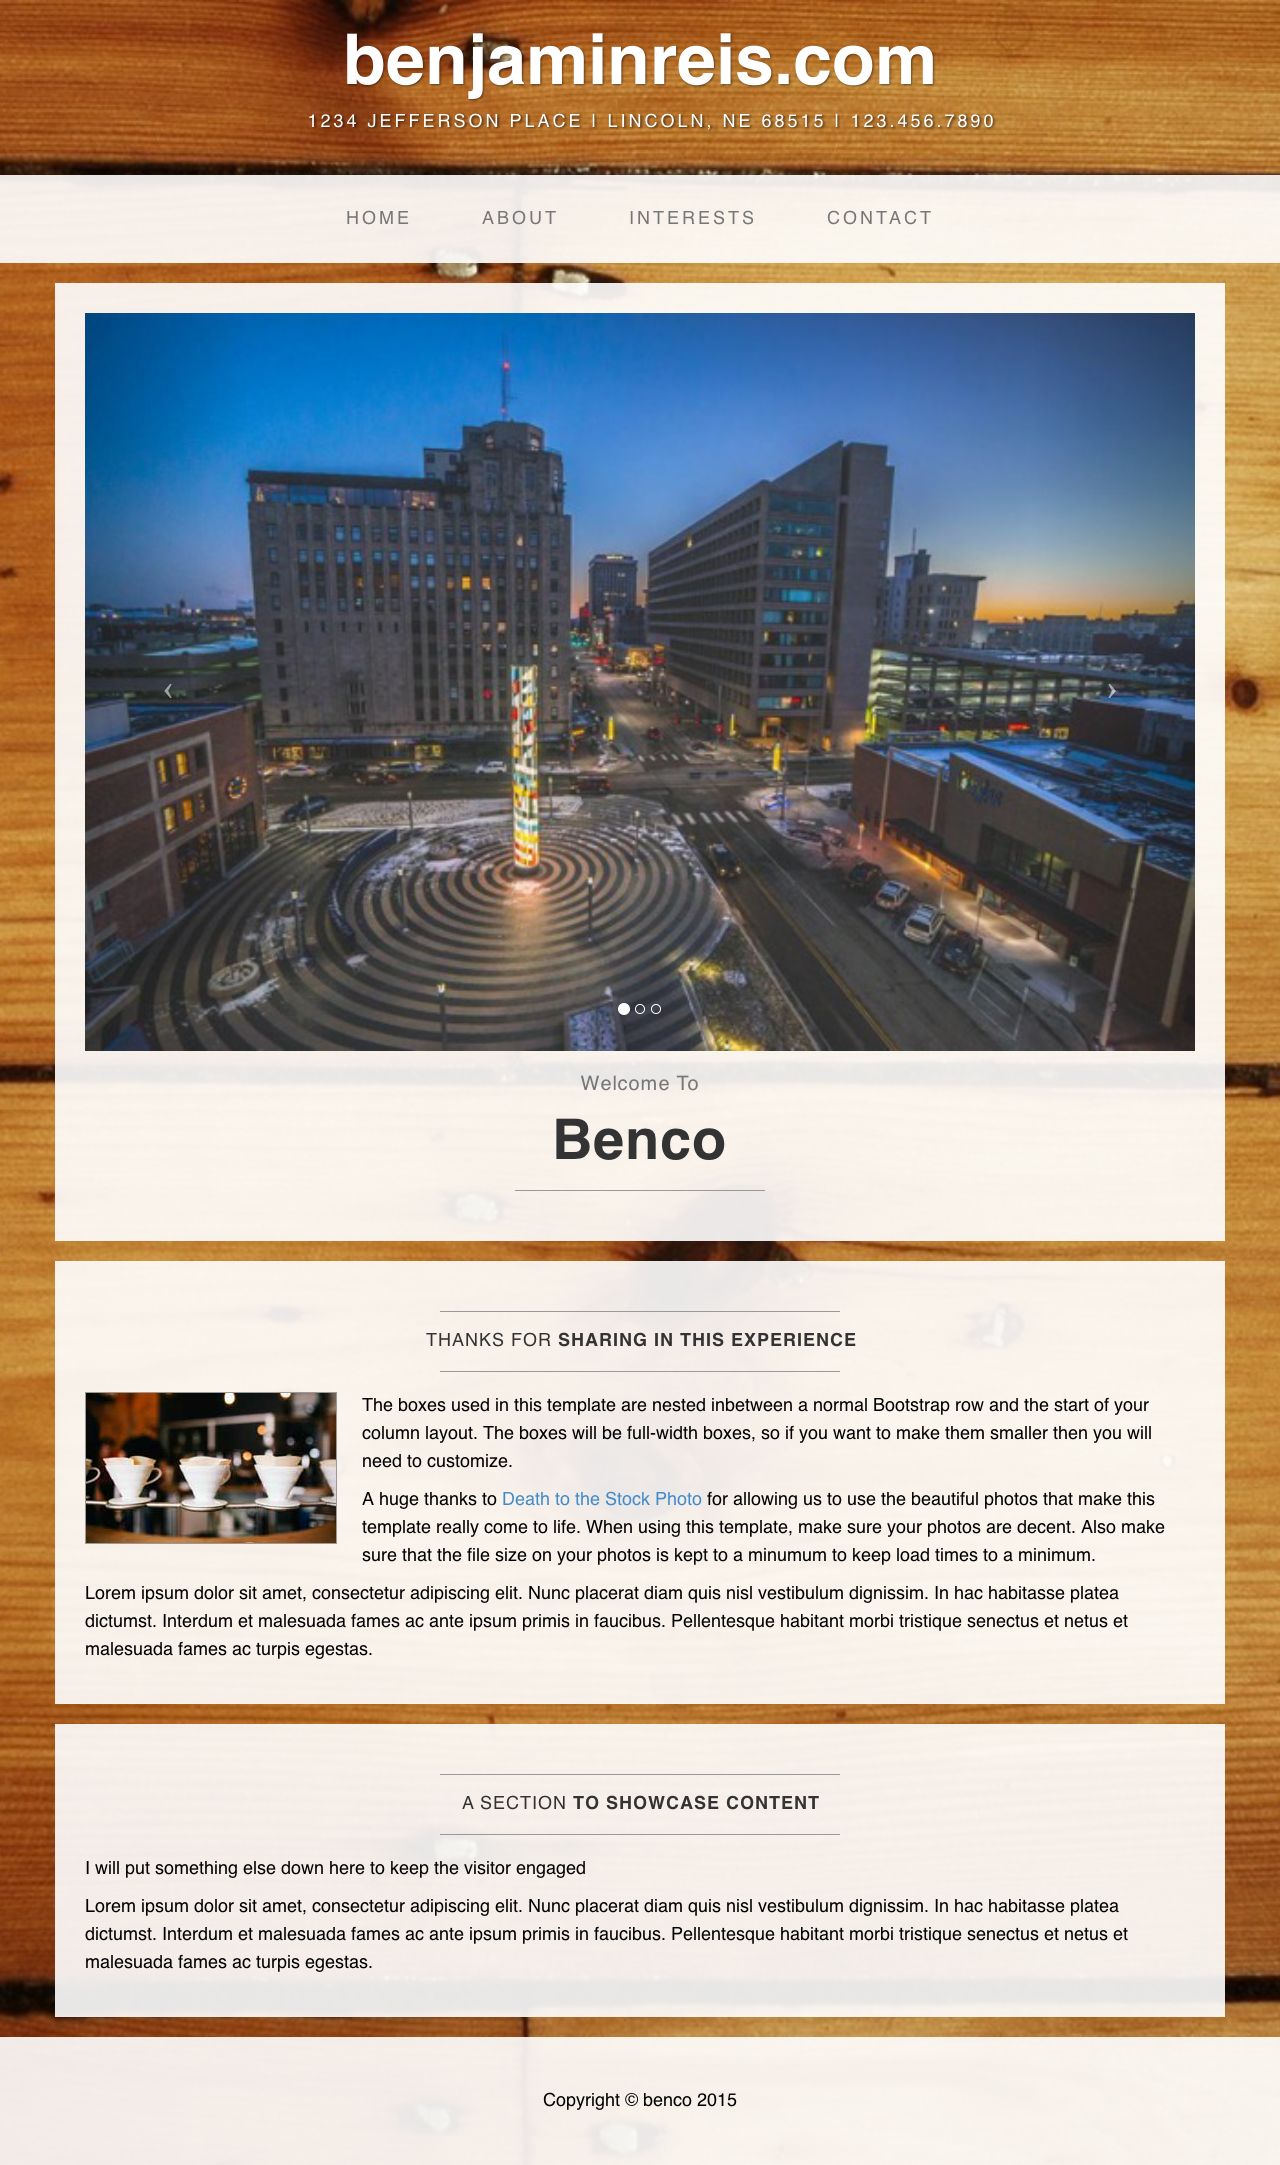 benjaminreis.com
1234 JEFFERSON PLACE | LINCOLN, NE 68515 | 123.456.7890
HOME ABOUT INTERESTS CONTACT
‹ ›
Welcome To
Benco
THANKS FOR SHARING IN THIS EXPERIENCE
The boxes used in this template are nested inbetween a normal Bootstrap row and the start of your
column layout. The boxes will be full-width boxes, so if you want to make them smaller then you will
need to customize.
A huge thanks to Death to the Stock Photo for allowing us to use the beautiful photos that make this
template really come to life. When using this template, make sure your photos are decent. Also make
sure that the file size on your photos is kept to a minumum to keep load times to a minimum.
Lorem ipsum dolor sit amet, consectetur adipiscing elit. Nunc placerat diam quis nisl vestibulum dignissim. In hac habitasse platea
dictumst. Interdum et malesuada fames ac ante ipsum primis in faucibus. Pellentesque habitant morbi tristique senectus et netus et
malesuada fames ac turpis egestas.
A SECTION TO SHOWCASE CONTENT
I will put something else down here to keep the visitor engaged
Lorem ipsum dolor sit amet, consectetur adipiscing elit. Nunc placerat diam quis nisl vestibulum dignissim. In hac habitasse platea
dictumst. Interdum et malesuada fames ac ante ipsum primis in faucibus. Pellentesque habitant morbi tristique senectus et netus et
malesuada fames ac turpis egestas.
Copyright © benco 2015